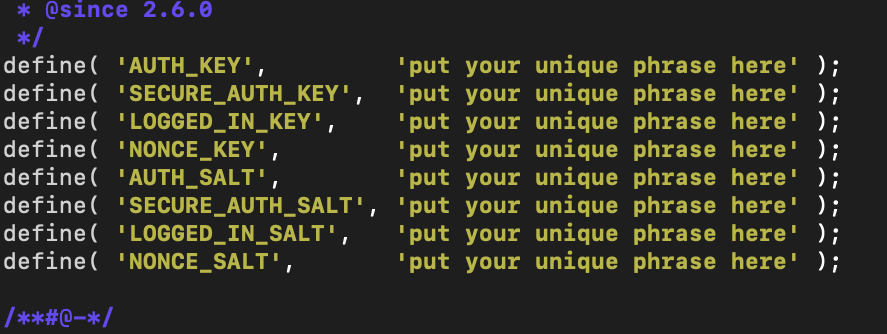 * @since 2.6.0
 */
define( 'AUTH_KEY',         'put your unique phrase here' );
define( 'SECURE_AUTH_KEY',  'put your unique phrase here' );
define( 'LOGGED_IN_KEY',    'put your unique phrase here' );
define( 'NONCE_KEY',        'put your unique phrase here' );
define( 'AUTH_SALT',        'put your unique phrase here' );
define( 'SECURE_AUTH_SALT', 'put your unique phrase here' );
define( 'LOGGED_IN_SALT',   'put your unique phrase here' );
define( 'NONCE_SALT',       'put your unique phrase here' );
/**#@-*/